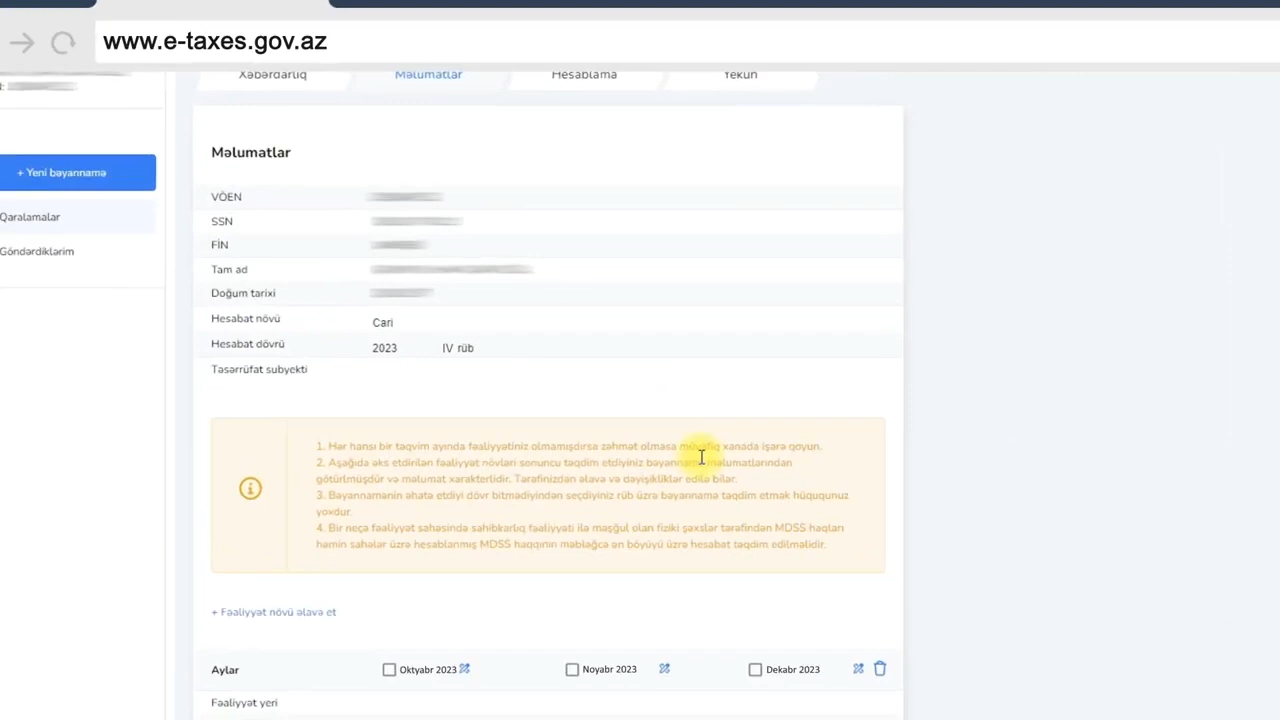 www.e-taxes.gov.az
Xəbərdarlıq
Məlumatlar
Hesablama
Yekun
Məlumatlar
+ Yeni bəyannamə
VÖEN
SSN
Qaralamalar
FİN
Göndərdiklərim
Tam ad
Doğum tarixi
Hesabat növü Cari
Hesabat dövrü 2023 IV rüb
Təsərrüfat subyekti
1. Hər hansı bir təqvim ayında fəaliyyətiniz olmamışdırsa zəhmət olmasa müvafiq xanada işarə qoyun.
2. Aşağıda əks etdirilən fəaliyyət növləri sonuncu təqdim etdiyiniz bəyannamə məlumatlarından
götürülmüşdür və məlumat xarakterlidir. Tərəfinizdən əlavə və dəyişikliklər edilə bilər.
3. Bəyannamənin əhatə etdiyi dövr bitmədiyindən seçdiyiniz rüb üzrə bəyannamə təqdim etmək hüququnuz
yoxdur.
4. Bir neçə fəaliyyət sahəsində sahibkarlıq fəaliyyəti ilə məşğul olan fiziki şəxslər tərəfindən MDSS haqları
həmin sahələr üzrə hesablanmış MDSS haqqının məbləğcə ən böyüyü üzrə hesabat təqdim edilməlidir.
+ Fəaliyyət növü əlavə et
Aylar Oktyabr 2023 Noyabr 2023 Dekabr 2023
Fəaliyyət yeri